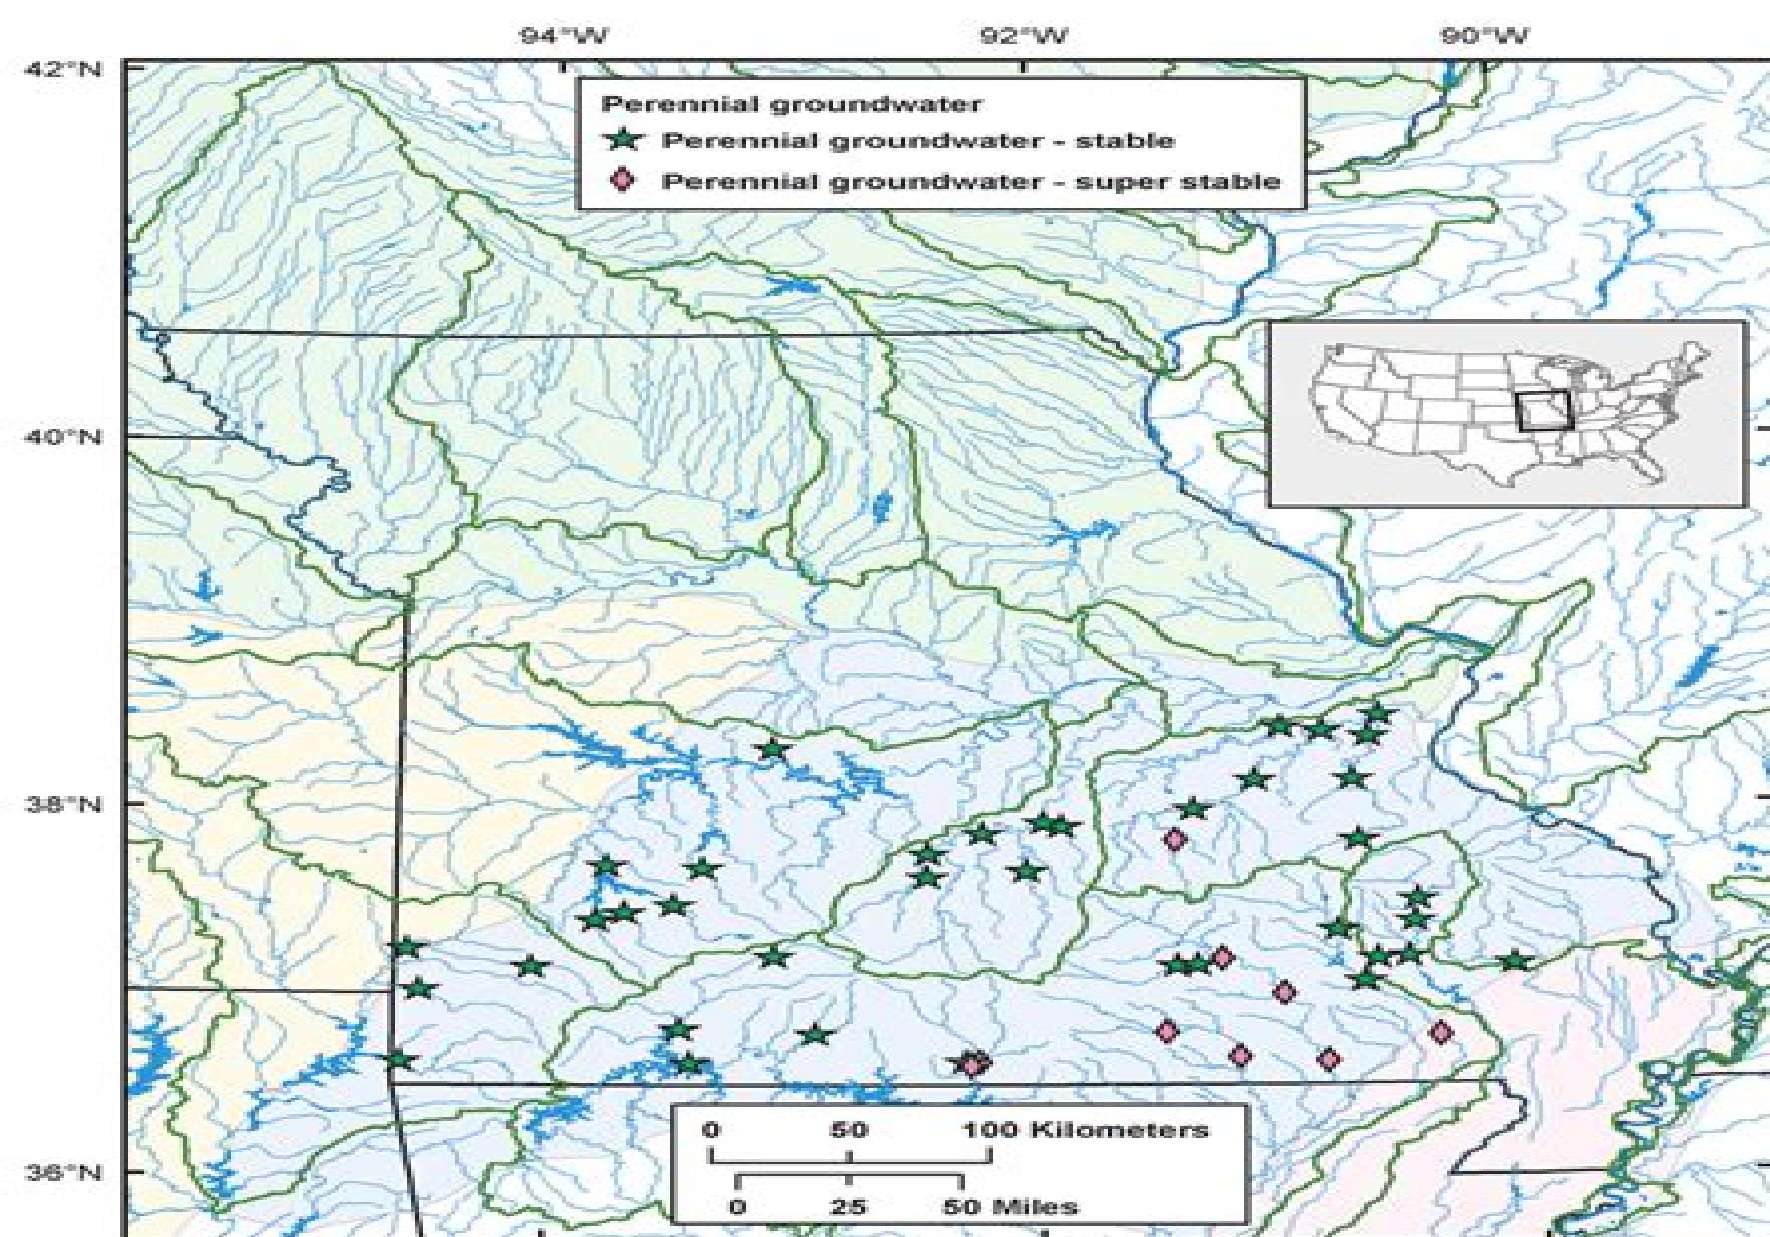 94°W 92°W 90°W
42°N
Perennial groundwater
Perennial groundwater - stable
Perennial groundwater - super stable
40°N
38°N
36°N
0 50 100 Kilometers
0 25 50 Miles